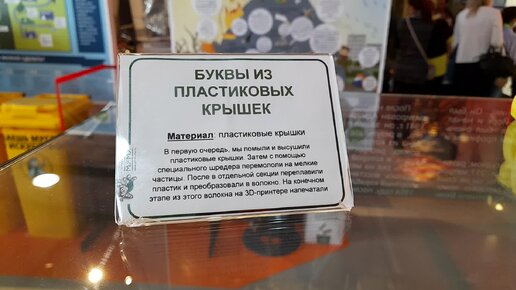 БУКВЫ ИЗ
ПЛАСТИКОВЫХ
КРЫШЕК
Материал пластиковые крышки
В первую очередь, мы помыли и высушили
пластиковые крышки. Затем с помощью
специального шредера перемололи на мелкие
частицы. После в отдельной секции переплавили
пластик и преобразовали в волокно. На конечном
этапе из этого волокна на 3D-принтере напечатали